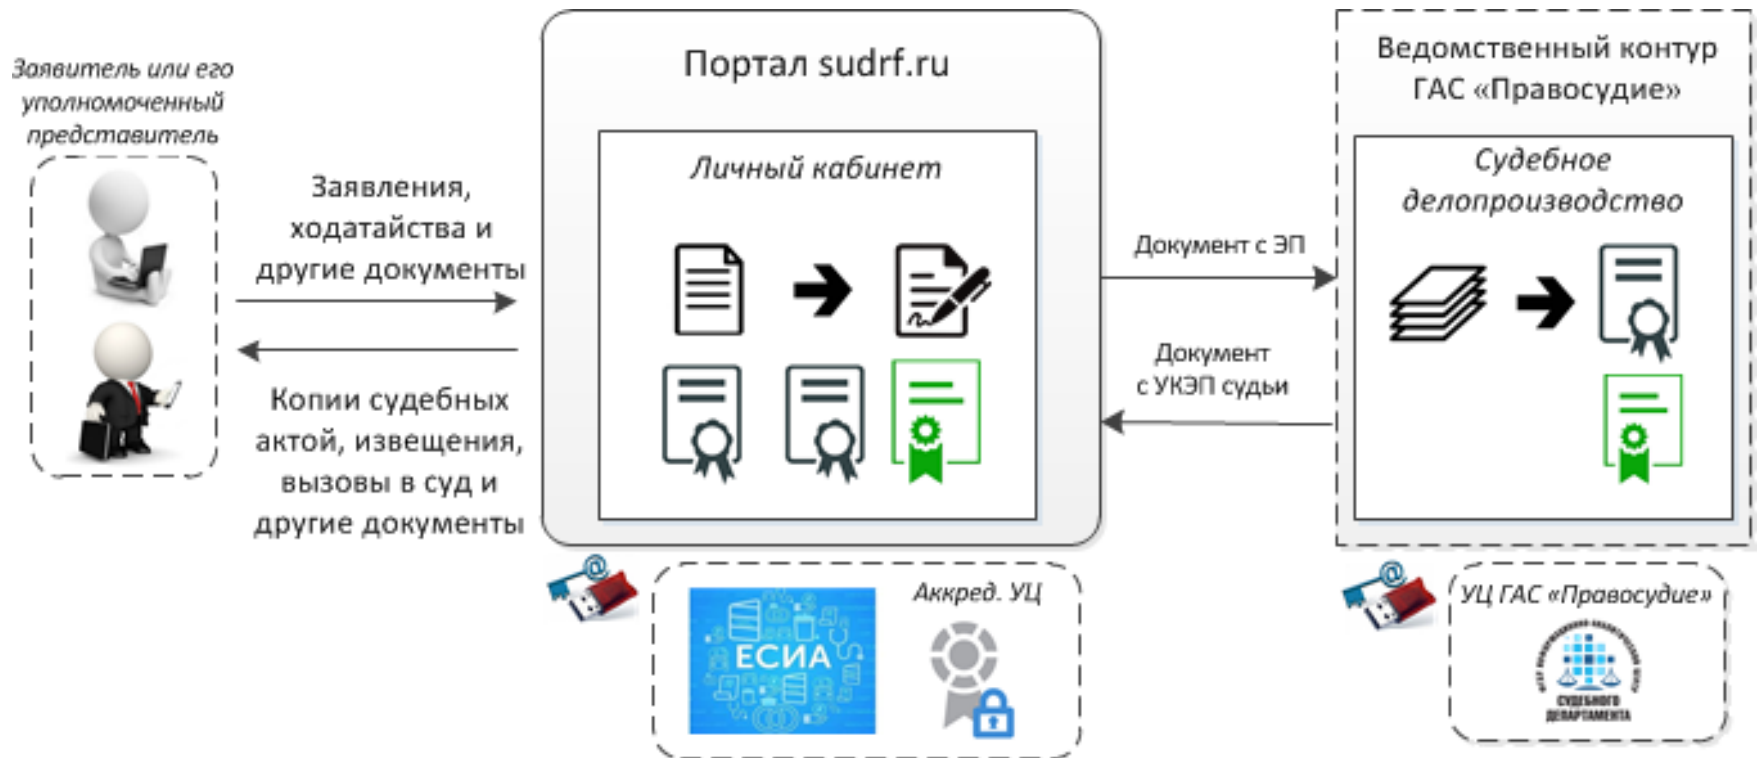 Заявитель или его
уполномоченный
представитель
Заявления,
ходатайства и
другие документы
Копии судебных
актой, извещения,
вызовы в суд и
другие документы
Портал sudrf.ru
Личный кабинет
Документ с ЭП
Документ
с УКЭП судьи
Ведомственный контур
ГАС «Правосудие»
Судебное
делопроизводство
ЕСИА
Аккред. УЦ
УЦ ГАС «Правосудие»
СУДЕБНОГО
ДЕПАРТАМЕНТА